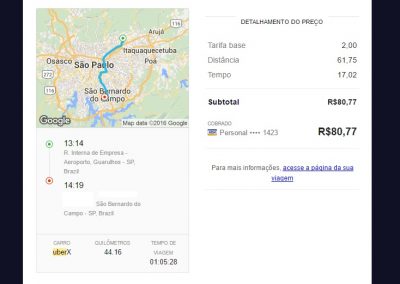 Arujá
Itaquaquecetuba
Osasco
São Paulo
Poá
São Bernardo
do Campo
Google
Map data ©2016 Google
13:14
R. Interna de Empresa -
Aeroporto, Guarulhos - SP,
Brazil
14:19
São Bernardo do
Campo - SP, Brazil
CARRO
QUILÔMETROS
TEMPO DE
VIAGEM
uberX
44.16
01:05:28
DETALHAMENTO DO PREÇO
Tarifa base 2,00
Distância 61,75
Tempo 17,02
Subtotal R$80,77
COBRADO
Personal •••• 1423 R$80,77
Para mais informações, acesse a página da sua
viagem